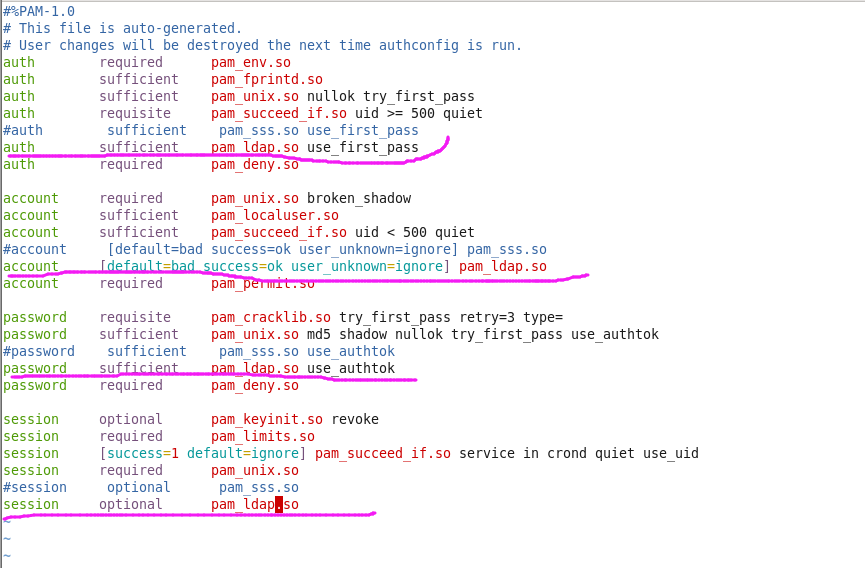 #%PAM-1.0
# This file is auto-generated.
# User changes will be destroyed the next time authconfig is run.
auth        required      pam_env.so
auth        sufficient    pam_fprintd.so
auth        sufficient    pam_unix.so nullok try_first_pass
auth        requisite     pam_succeed_if.so uid >= 500 quiet
#auth        sufficient    pam_sss.so use_first_pass
auth        sufficient    pam_ldap.so use_first_pass
auth        required      pam_deny.so

account     required      pam_unix.so broken_shadow
account     sufficient    pam_localuser.so
account     sufficient    pam_succeed_if.so uid < 500 quiet
#account     [default=bad success=ok user_unknown=ignore] pam_sss.so
account     [default=bad success=ok user_unknown=ignore] pam_ldap.so
account     required      pam_permit.so

password    requisite     pam_cracklib.so try_first_pass retry=3 type=
password    sufficient    pam_unix.so md5 shadow nullok try_first_pass use_authtok
#password    sufficient    pam_sss.so use_authtok
password    sufficient    pam_ldap.so use_authtok
password    required      pam_deny.so

session     optional      pam_keyinit.so revoke
session     required      pam_limits.so
session     [success=1 default=ignore] pam_succeed_if.so service in crond quiet use_uid
session     required      pam_unix.so
#session     optional      pam_sss.so
session     optional      pam_ldap.so
~
~
~